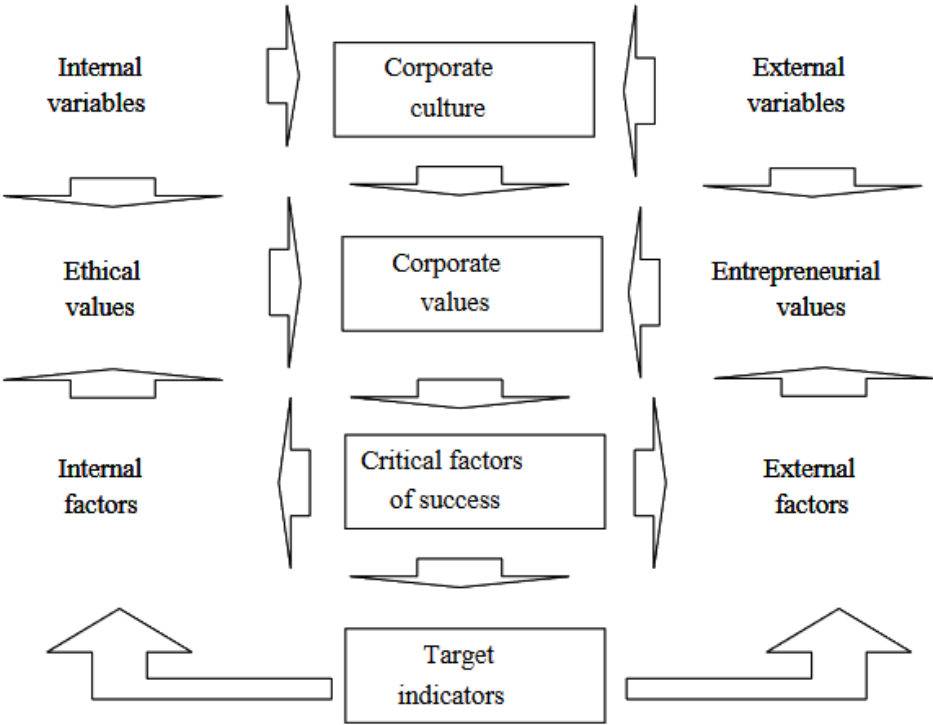 Internal
variables
Corporate
culture
External
variables
Ethical
values
Corporate
values
Entrepreneurial
values
Internal
factors
Critical factors
of success
External
factors
Target
indicators